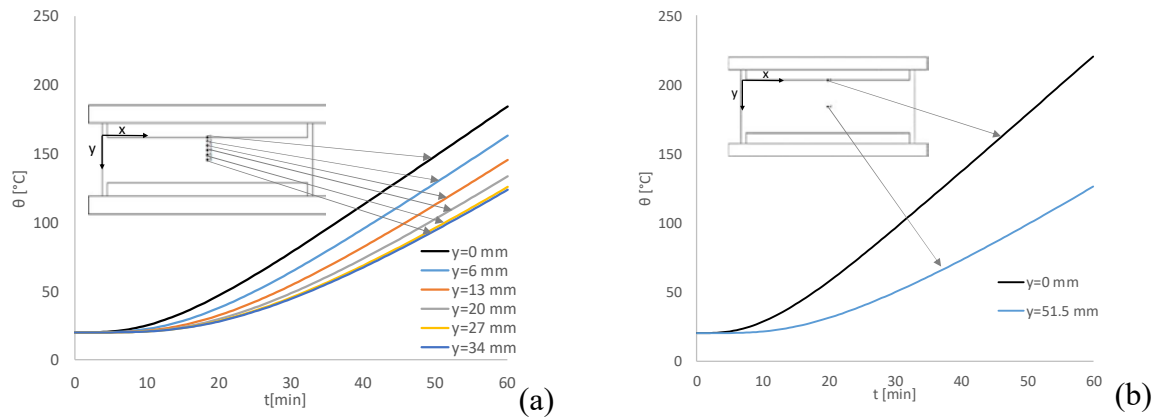 250
200
150
100
50
0
θ [°C]
x
y
y=0 mm
y=6 mm
y=13 mm
y=20 mm
y=27 mm
y=34 mm
0 10 20 30 40 50 60
t[min]
(a)
250
200
150
100
50
0
θ [°C]
x
y
y=0 mm
y=51.5 mm
0 10 20 30 40 50 60
t [min]
(b)